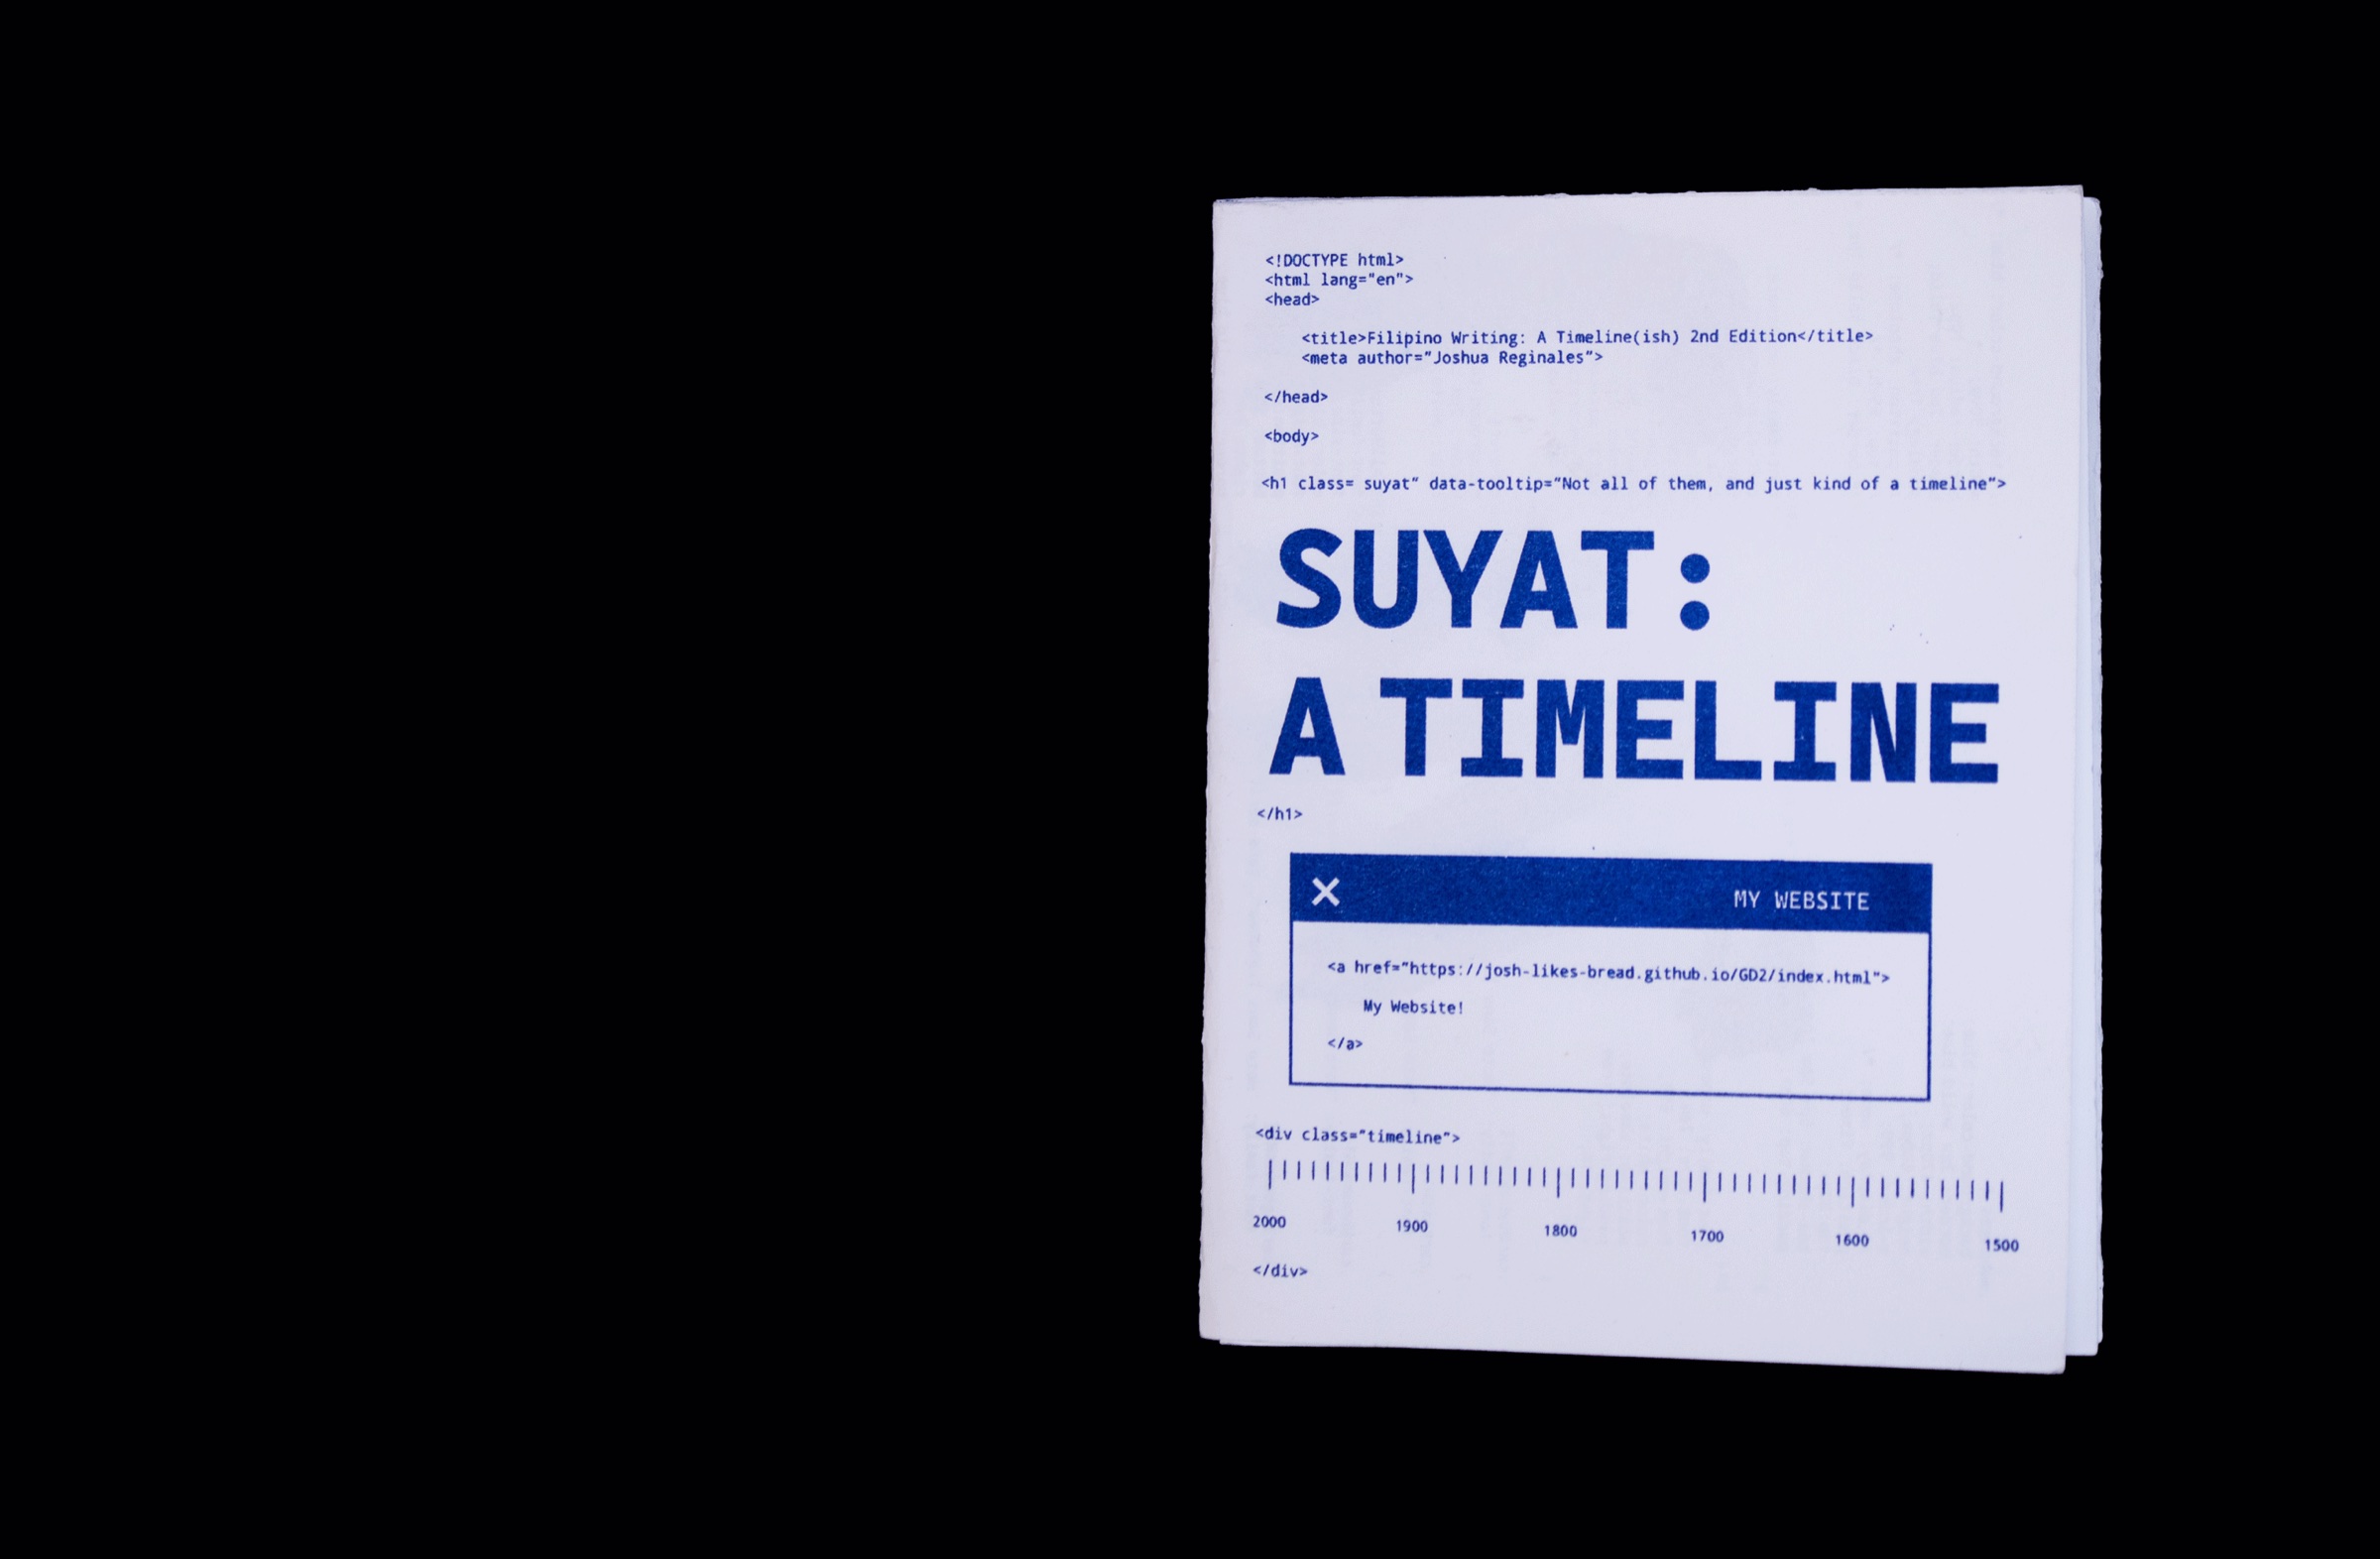 <!DOCTYPE html>
<html lang="en">
<head>
<title>Filipino Writing: A Timeline(ish) 2nd Edition</title>
<meta author="Joshua Reginales">
</head>
<body>
<h1 class= suyat" data-tooltip="Not all of them, and just kind of a timeline">
SUYAT:
A TIMELINE
</h1>
× MY WEBSITE
<a href="https://josh-likes-bread.github.io/GD2/index.html">
My Website!
</a>
<div class="timeline">
2000 1900 1800 1700 1600 1500
</div>